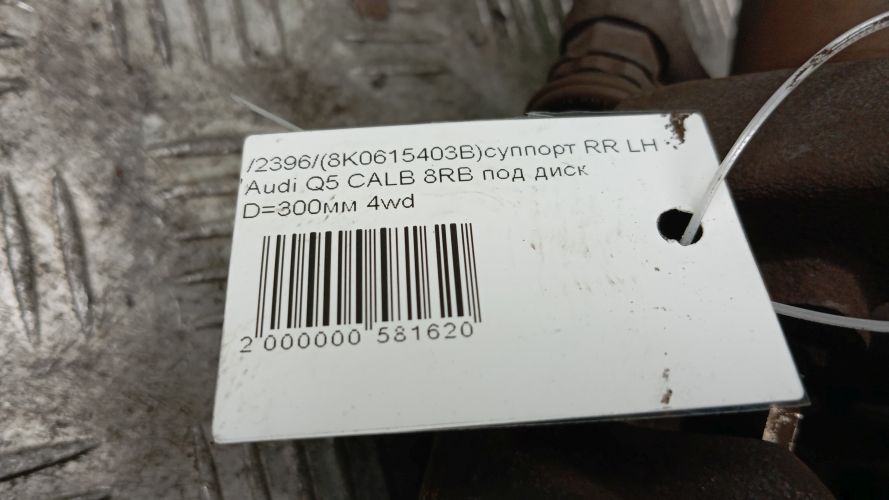 /2396/(8K0615403B)суппорт RR LH
Audi Q5 CALB 8RB под диск
D=300мм 4wd
2 000000 581620